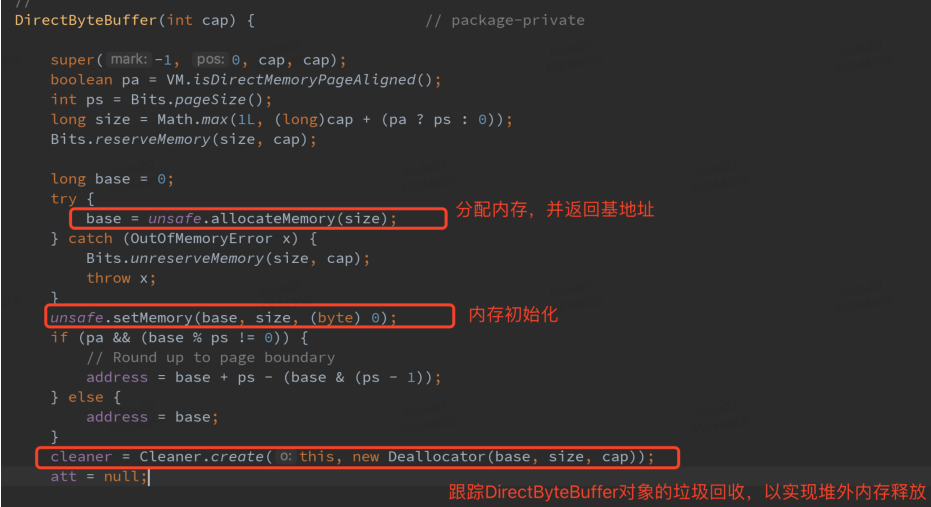 //
DirectByteBuffer(int cap) { // package-private
super( mark: -1, pos: 0, cap, cap);
boolean pa = VM.isDirectMemoryPageAligned();
int ps = Bits.pageSize();
long size = Math.max(1L, (long)cap + (pa ? ps : 0));
Bits.reserveMemory(size, cap);
long base = 0;
try {
base = unsafe.allocateMemory(size); 分配内存，并返回基地址
} catch (OutOfMemoryError x) {
Bits.unreserveMemory(size, cap);
throw x;
}
unsafe.setMemory(base, size, (byte) 0); 内存初始化
if (pa && (base % ps != 0)) {
// Round up to page boundary
address = base + ps - (base & (ps - 1));
} else {
address = base;
}
cleaner = Cleaner.create( o: this, new Deallocator(base, size, cap));
att = null;
跟踪DirectByteBuffer对象的垃圾回收，以实现堆外内存释放